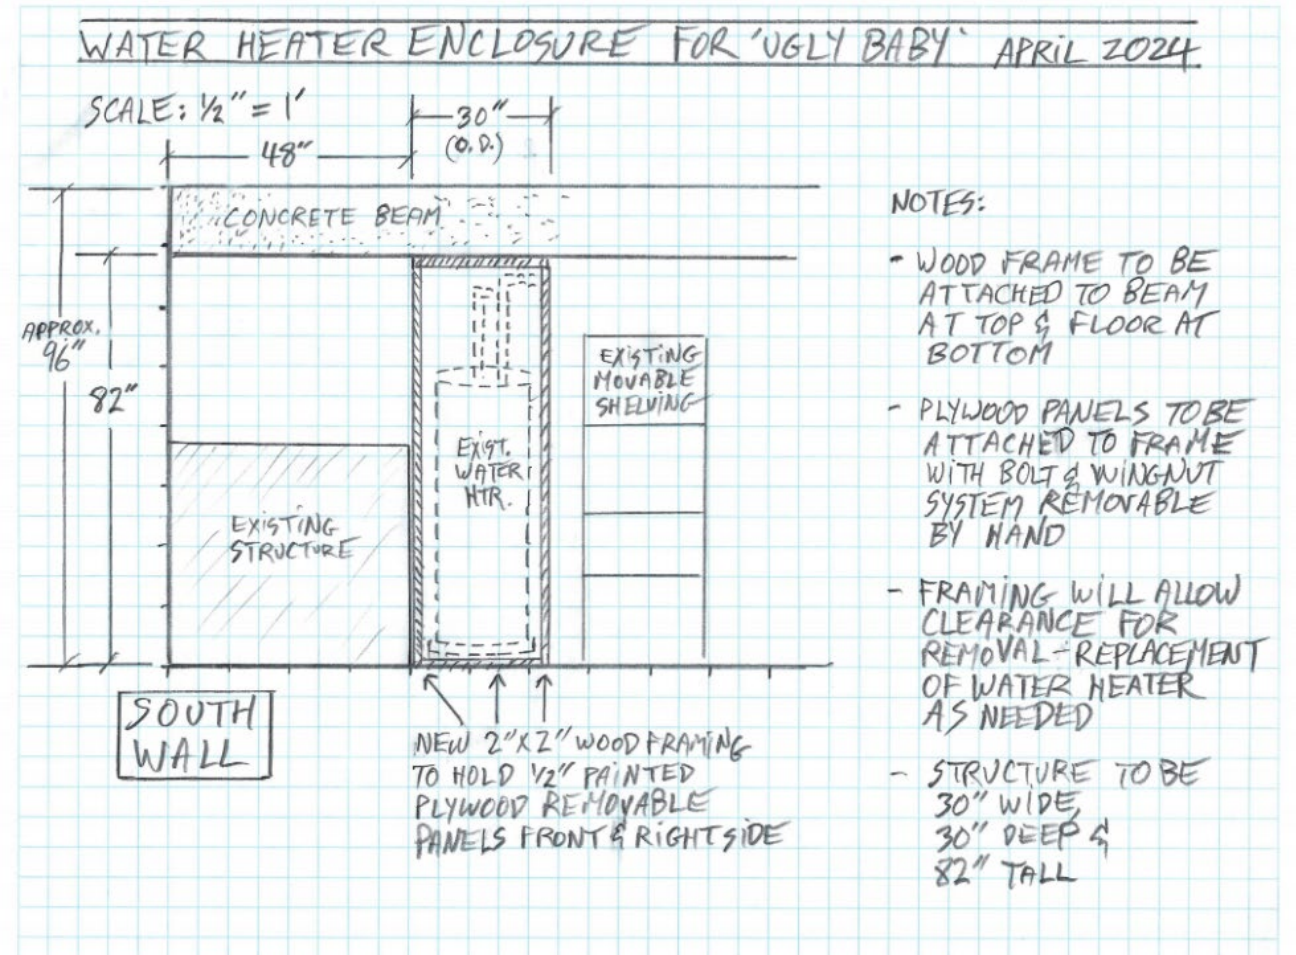 WATER HEATER ENCLOSURE FOR 'UGLY BABY' APRIL 2024
SCALE: ½" = 1'
30"
(O.D.)
48"
CONCRETE BEAM
APPROX.
96"
82"
EXISTING
MOVABLE
SHELVING
EXIST.
WATER
HTR.
EXISTING
STRUCTURE
SOUTH
WALL
NEW 2"X2" WOOD FRAMING
TO HOLD ½" PAINTED
PLYWOOD REMOVABLE
PANELS FRONT & RIGHT SIDE
NOTES:
- WOOD FRAME TO BE
ATTACHED TO BEAM
AT TOP & FLOOR AT
BOTTOM
- PLYWOOD PANELS TO BE
ATTACHED TO FRAME
WITH BOLT & WINGNUT
SYSTEM REMOVABLE
BY HAND
- FRAMING WILL ALLOW
CLEARANCE FOR
REMOVAL-REPLACEMENT
OF WATER HEATER
AS NEEDED
- STRUCTURE TO BE
30" WIDE,
30" DEEP &
82" TALL